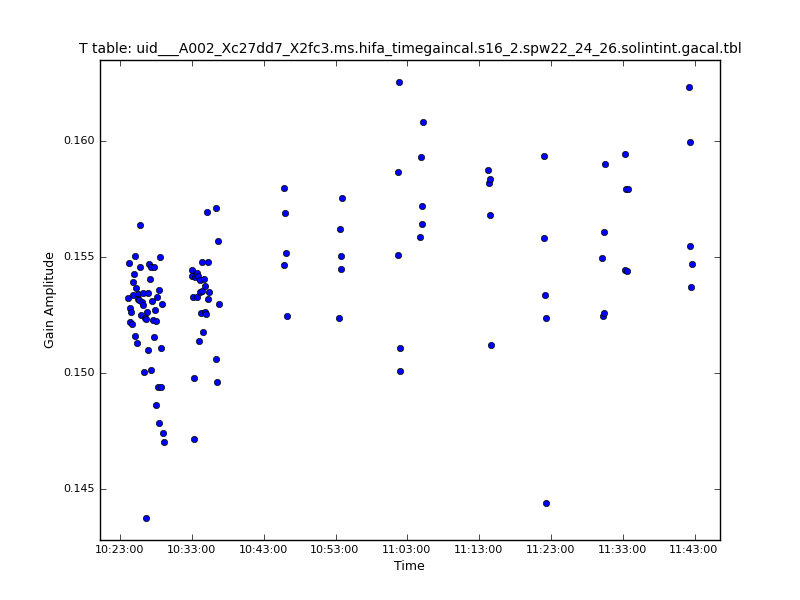 T table: uid___A002_Xc27dd7_X2fc3.ms.hifa_timegaincal.s16_2.spw22_24_26.solintint.gacal.tbl
0.160
0.155
0.150
0.145
Gain Amplitude
10:23:00 10:33:00 10:43:00 10:53:00 11:03:00 11:13:00 11:23:00 11:33:00 11:43:00
Time